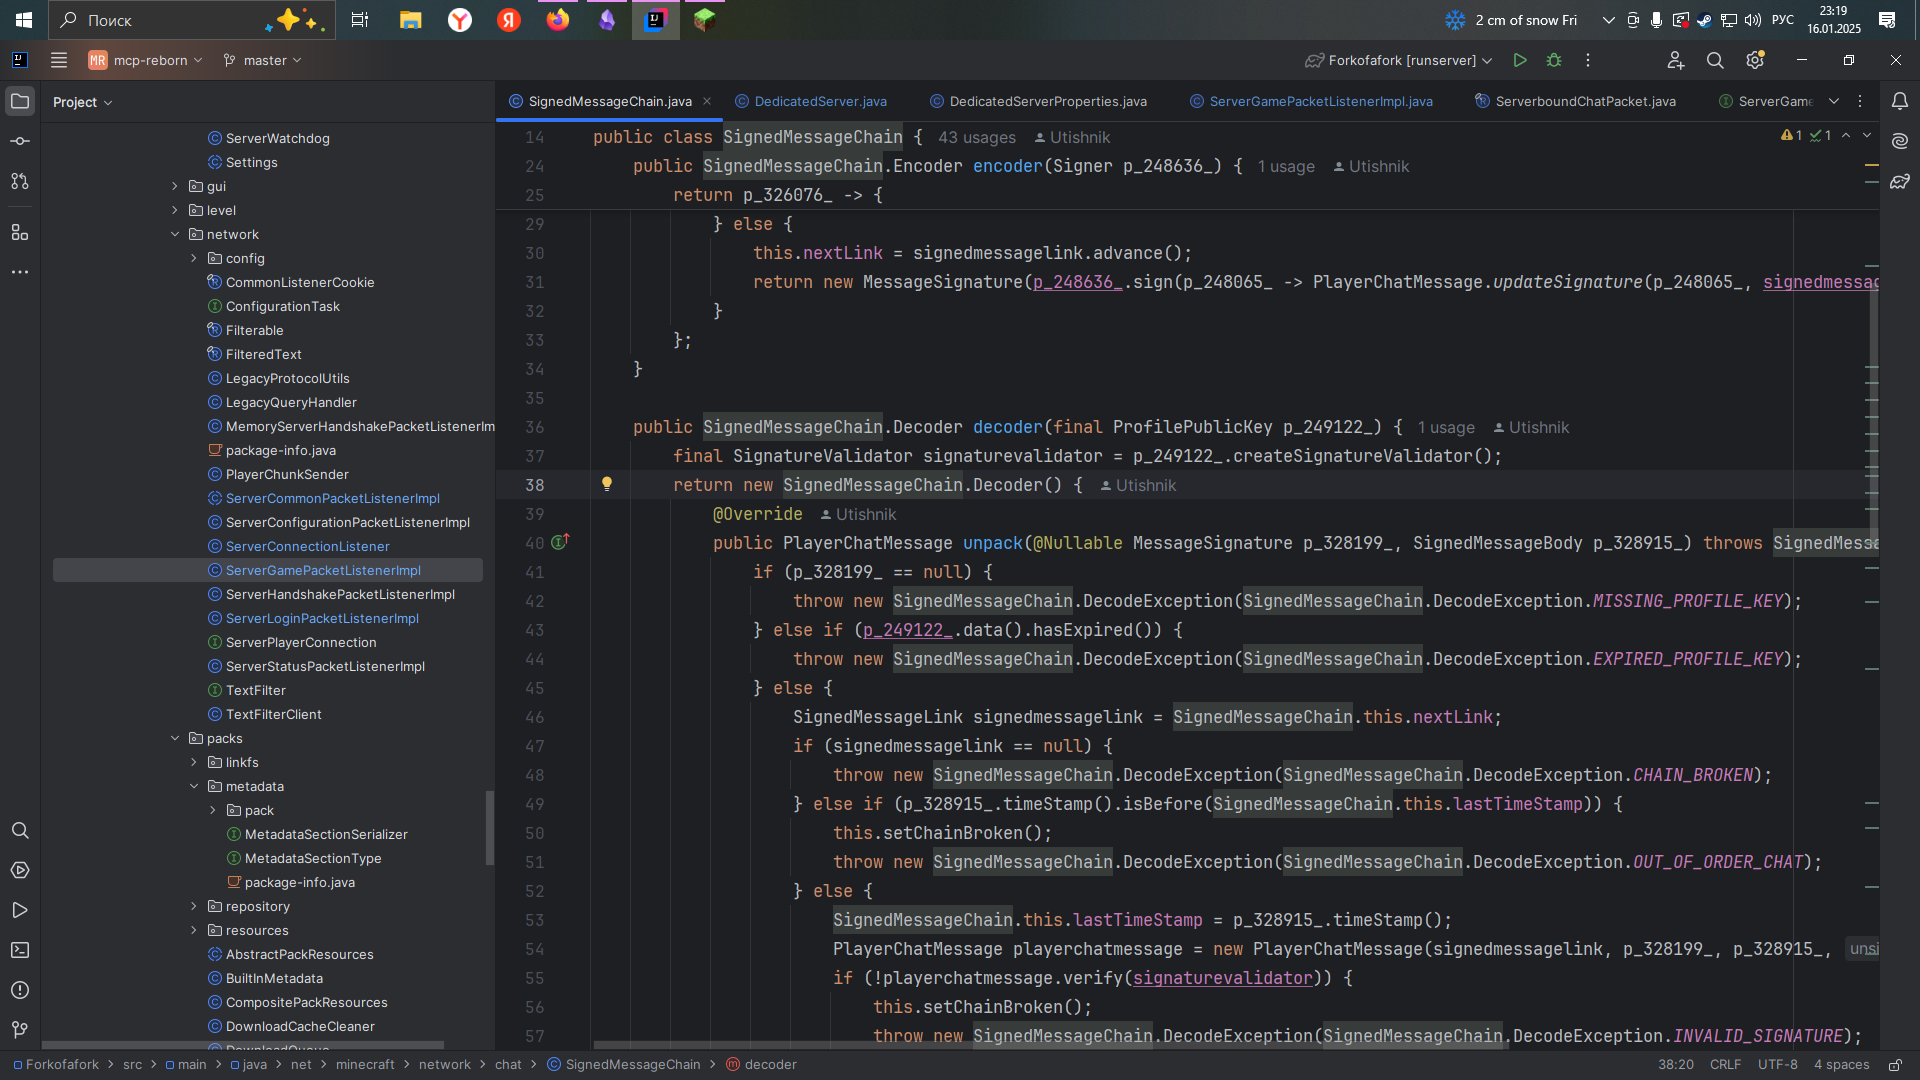 Поиск
2 cm of snow Fri
РУС
23:19
16.01.2025
MR mcp-reborn
master
Forkofafork [runserver]
Project
ServerWatchdog
Settings
gui
level
network
config
CommonListenerCookie
ConfigurationTask
Filterable
FilteredText
LegacyProtocolUtils
LegacyQueryHandler
MemoryServerHandshakePacketListenerIm
package-info.java
PlayerChunkSender
ServerCommonPacketListenerImpl
ServerConfigurationPacketListenerImpl
ServerConnectionListener
ServerGamePacketListenerImpl
ServerHandshakePacketListenerImpl
ServerLoginPacketListenerImpl
ServerPlayerConnection
ServerStatusPacketListenerImpl
TextFilter
TextFilterClient
packs
linkfs
metadata
pack
MetadataSectionSerializer
MetadataSectionType
package-info.java
repository
resources
AbstractPackResources
BuiltInMetadata
CompositePackResources
DownloadCacheCleaner
DownloadQueue
SignedMessageChain.java
DedicatedServer.java
DedicatedServerProperties.java
ServerGamePacketListenerImpl.java
ServerboundChatPacket.java
ServerGame
1 1
14 public class SignedMessageChain { 43 usages Utishnik
24 public SignedMessageChain.Encoder encoder(Signer p_248636_) { 1 usage Utishnik
25 return p_326076_ -> {
29 } else {
30 this.nextLink = signedmessagelink.advance();
31 return new MessageSignature(p_248636_.sign(p_248065_ -> PlayerChatMessage.updateSignature(p_248065_, signedmessag
32 }
33 };
34 }
35
36 public SignedMessageChain.Decoder decoder(final ProfilePublicKey p_249122_) { 1 usage Utishnik
37 final SignatureValidator signaturevalidator = p_249122_.createSignatureValidator();
38 return new SignedMessageChain.Decoder() { Utishnik
39 @Override Utishnik
40 public PlayerChatMessage unpack(@Nullable MessageSignature p_328199_, SignedMessageBody p_328915_) throws SignedMess
41 if (p_328199_ == null) {
42 throw new SignedMessageChain.DecodeException(SignedMessageChain.DecodeException.MISSING_PROFILE_KEY);
43 } else if (p_249122_.data().hasExpired()) {
44 throw new SignedMessageChain.DecodeException(SignedMessageChain.DecodeException.EXPIRED_PROFILE_KEY);
45 } else {
46 SignedMessageLink signedmessagelink = SignedMessageChain.this.nextLink;
47 if (signedmessagelink == null) {
48 throw new SignedMessageChain.DecodeException(SignedMessageChain.DecodeException.CHAIN_BROKEN);
49 } else if (p_328915_.timeStamp().isBefore(SignedMessageChain.this.lastTimeStamp)) {
50 this.setChainBroken();
51 throw new SignedMessageChain.DecodeException(SignedMessageChain.DecodeException.OUT_OF_ORDER_CHAT);
52 } else {
53 SignedMessageChain.this.lastTimeStamp = p_328915_.timeStamp();
54 PlayerChatMessage playerchatmessage = new PlayerChatMessage(signedmessagelink, p_328199_, p_328915_, unsi
55 if (!playerchatmessage.verify(signaturevalidator)) {
56 this.setChainBroken();
57 throw new SignedMessageChain.DecodeException(SignedMessageChain.DecodeException.INVALID_SIGNATURE);
Forkofafork > src > main > java > net > minecraft > network > chat > SignedMessageChain > decoder
38:20 CRLF UTF-8 4 spaces